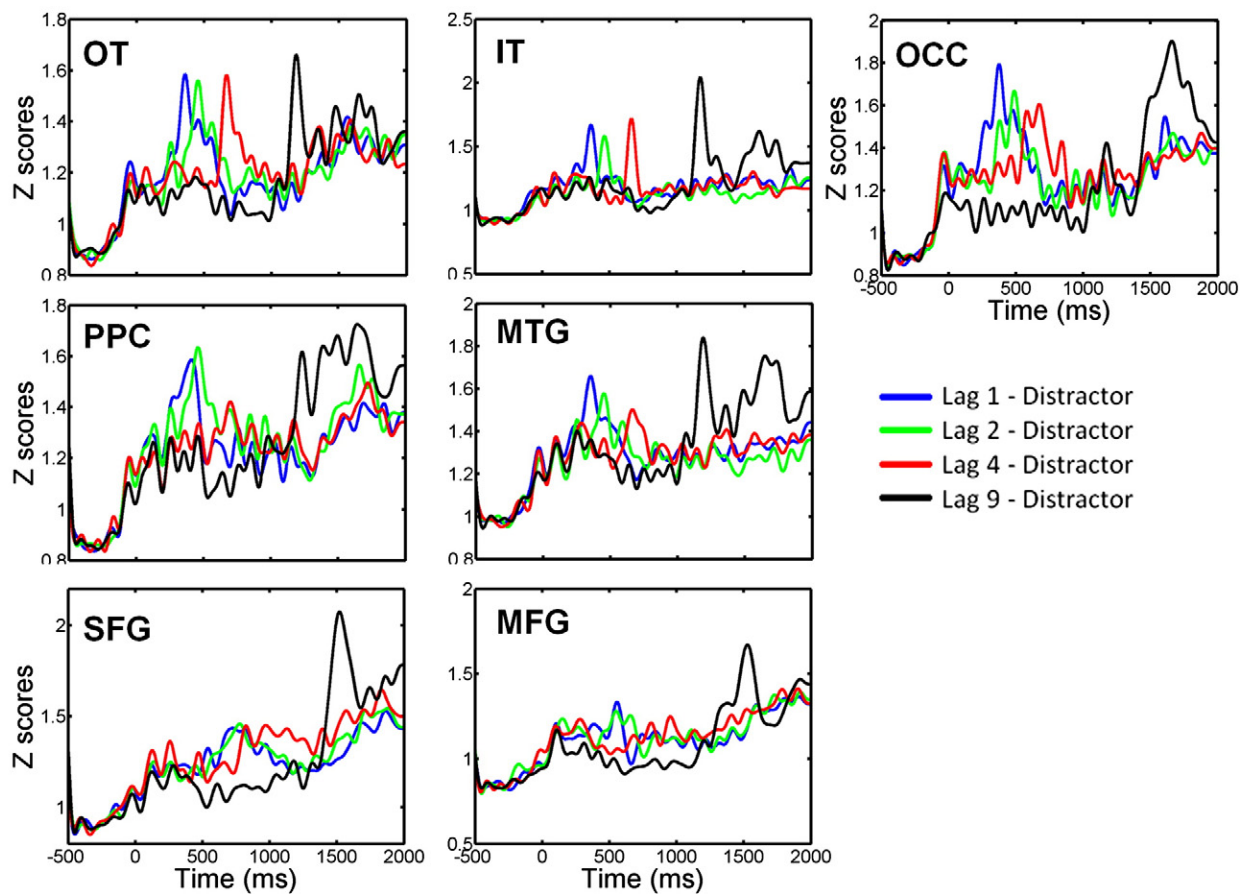 OT
Z scores
1.8
1.6
1.4
1.2
1
0.8
IT
2.5
2
1.5
1
0.5
OCC
Z scores
2
1.8
1.6
1.4
1.2
1
0.8
-500 0 500 1000 1500 2000
Time (ms)
PPC
Z scores
1.8
1.6
1.4
1.2
1
0.8
MTG
2
1.8
1.6
1.4
1.2
1
0.8
Lag 1 - Distractor
Lag 2 - Distractor
Lag 4 - Distractor
Lag 9 - Distractor
SFG
Z scores
2
1.5
1
-500 0 500 1000 1500 2000
Time (ms)
MFG
2
1.5
1
0.5
-500 0 500 1000 1500 2000
Time (ms)